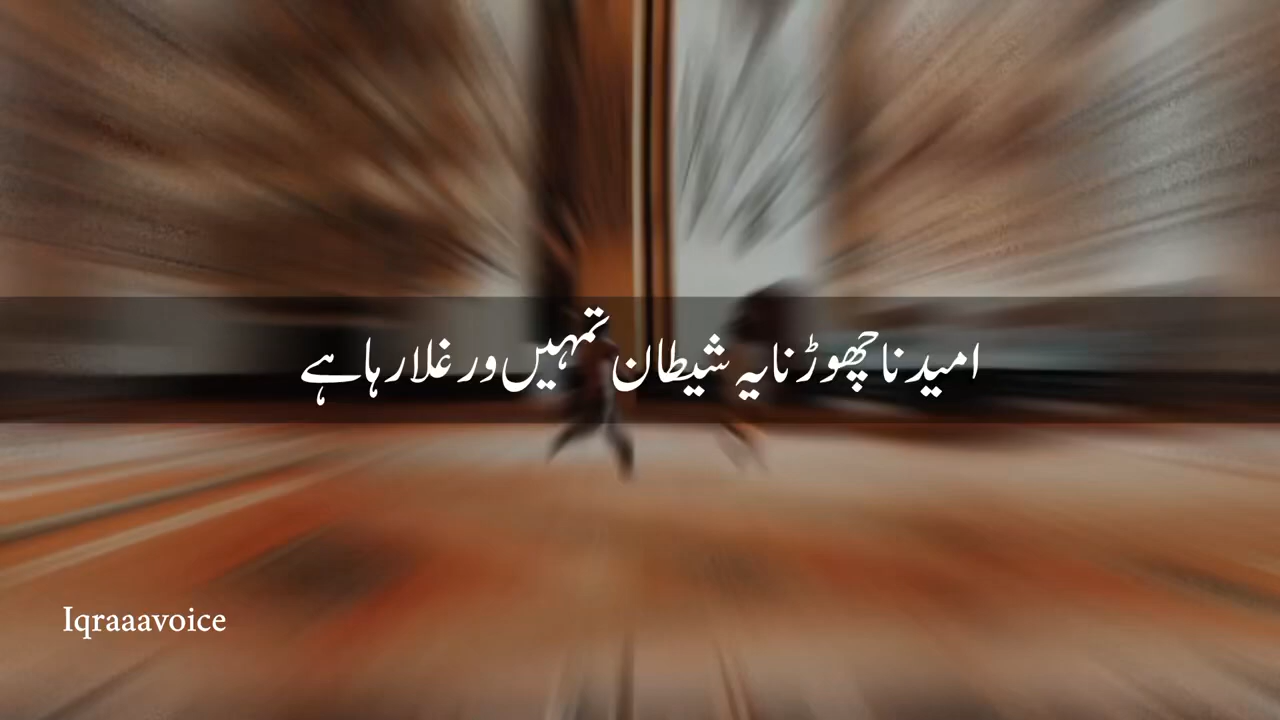 امید نا چھوڑنا یہ شیطان تمہیں ورغلا رہا ہے
Iqraaavoice